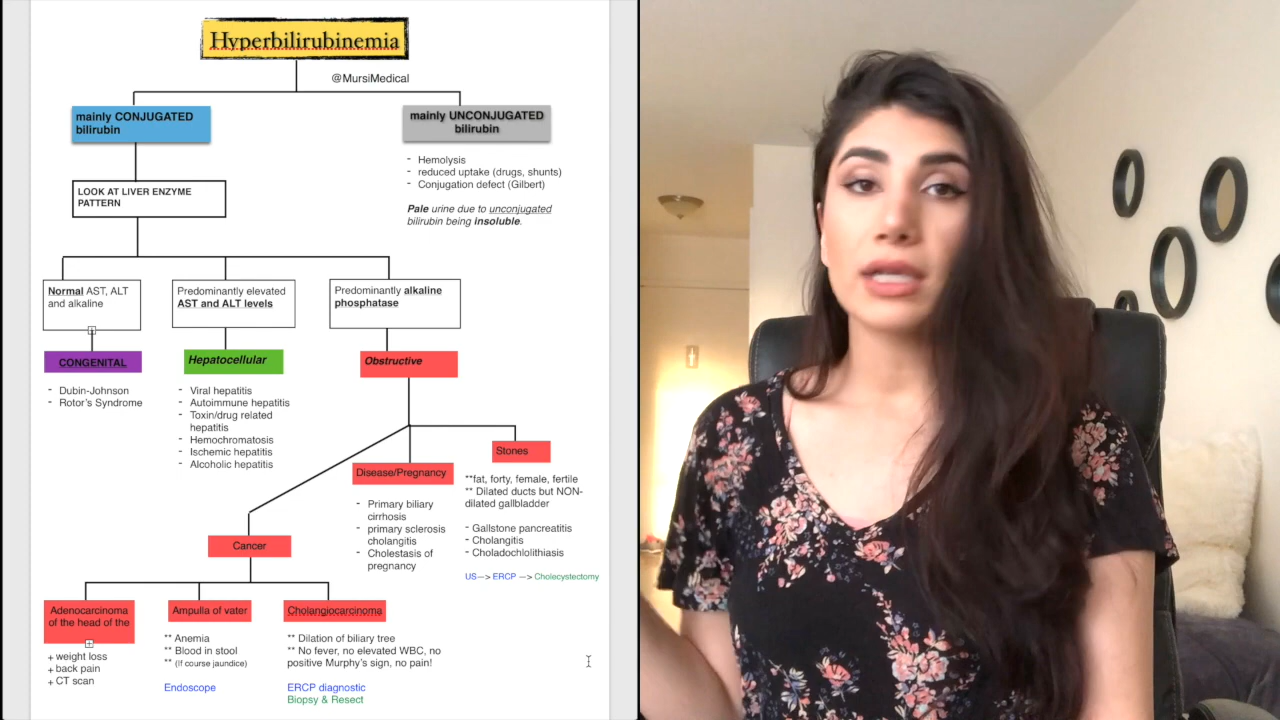 Hyperbilirubinemia
@MursiMedical
mainly CONJUGATED
bilirubin
mainly UNCONJUGATED
bilirubin
- Hemolysis
- reduced uptake (drugs, shunts)
- Conjugation defect (Gilbert)
Pale urine due to unconjugated
bilirubin being insoluble.
LOOK AT LIVER ENZYME
PATTERN
Normal AST, ALT
and alkaline
Predominantly elevated
AST and ALT levels
Predominantly alkaline
phosphatase
CONGENITAL
- Dubin-Johnson
- Rotor's Syndrome
Hepatocellular
- Viral hepatitis
- Autoimmune hepatitis
- Toxin/drug related
hepatitis
- Hemochromatosis
- Ischemic hepatitis
- Alcoholic hepatitis
Obstructive
Stones
**fat, forty, female, fertile
** Dilated ducts but NON-
dilated gallbladder
- Gallstone pancreatitis
- Cholangitis
- Choladochlolithiasis
US—> ERCP —> Cholecystectomy
Disease/Pregnancy
- Primary biliary
cirrhosis
- primary sclerosis
cholangitis
- Cholestasis of
pregnancy
Cancer
Adenocarcinoma
of the head of the
+ weight loss
+ back pain
+ CT scan
Ampulla of vater
** Anemia
** Blood in stool
** (if course jaundice)
Endoscope
Cholangiocarcinoma
** Dilation of biliary tree
** No fever, no elevated WBC, no
positive Murphy's sign, no pain!
ERCP diagnostic
Biopsy & Resect